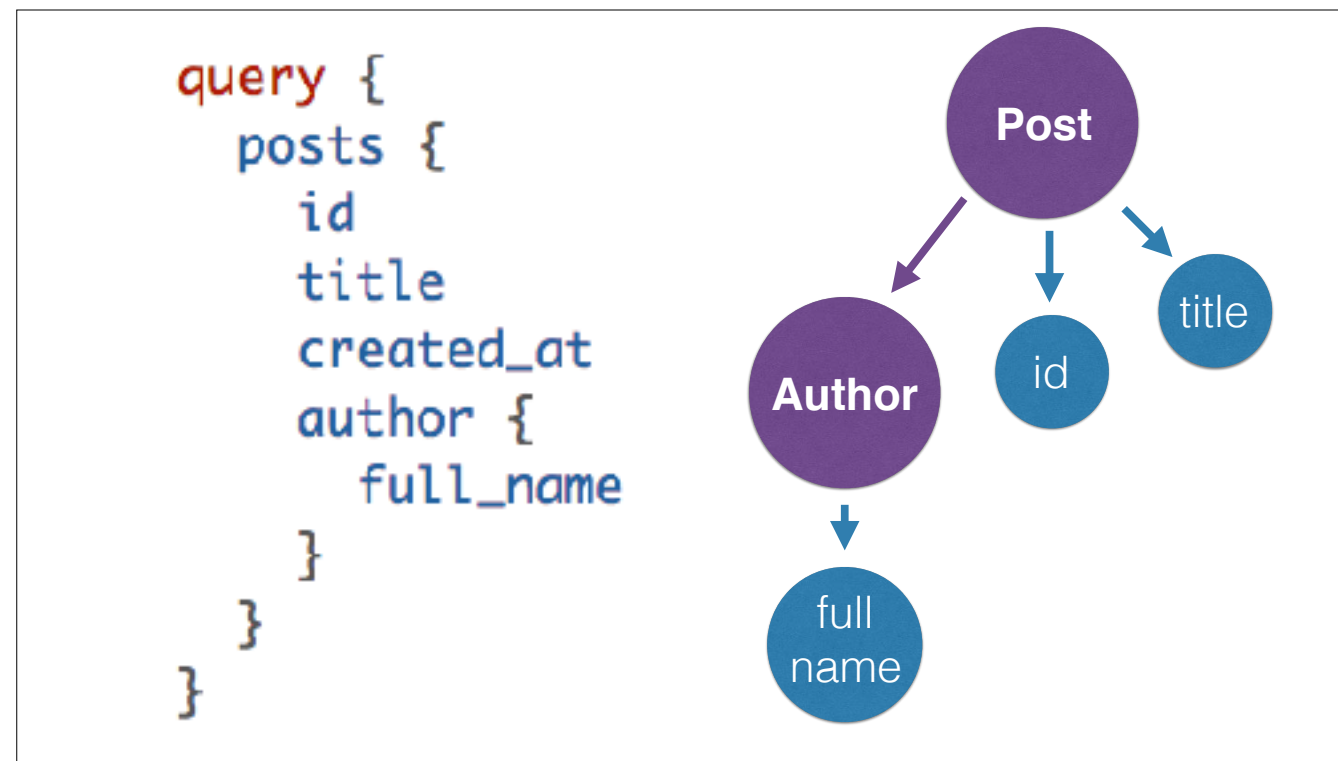 query {
posts {
id
title
created_at
author {
full_name
}
}
}
Post
Author
id
title
full
name